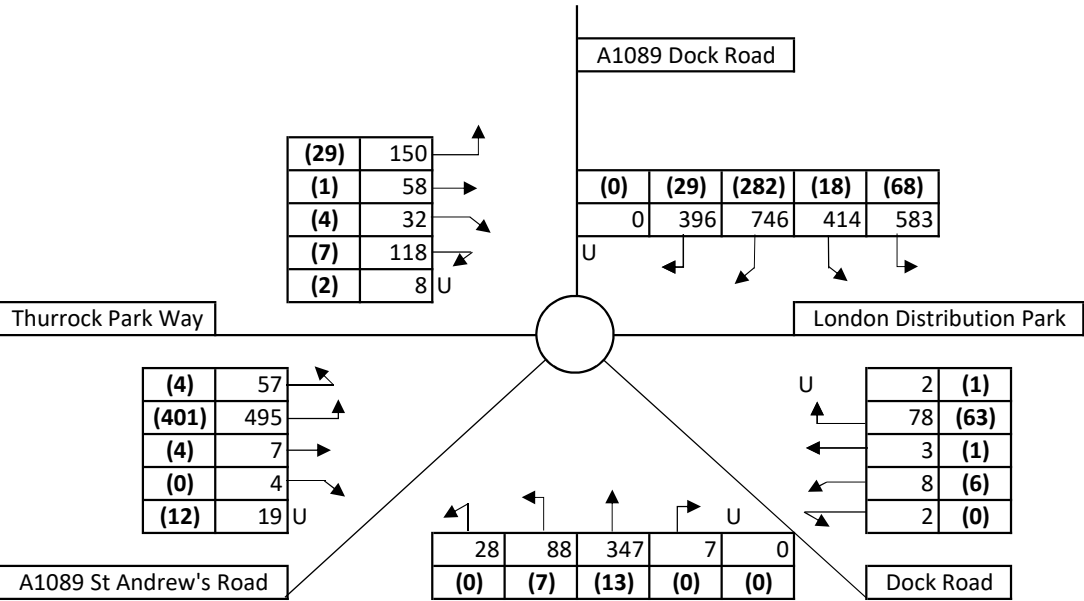 A1089 Dock Road
(29) 150
(1) 58
(4) 32
(7) 118
(2) 8 U
(0) (29) (282) (18) (68)
0 396 746 414 583
U
Thurrock Park Way
London Distribution Park
(4) 57
(401) 495
(4) 7
(0) 4
(12) 19 U
U 2 (1)
78 (63)
3 (1)
8 (6)
2 (0)
U
28 88 347 7 0
(0) (7) (13) (0) (0)
A1089 St Andrew's Road
Dock Road